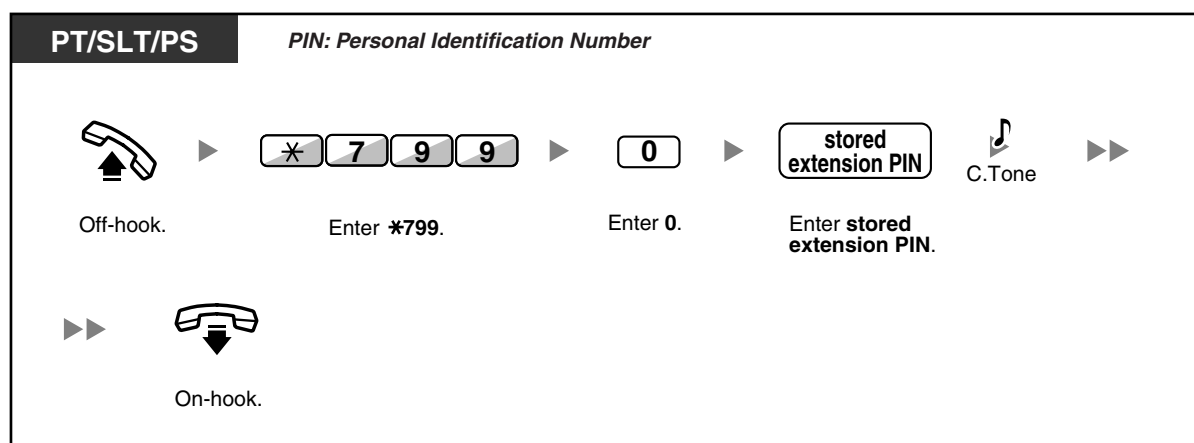 PT/SLT/PS
PIN: Personal Identification Number
* 7 9 9
0
stored
extension PIN
C.Tone
Off-hook.
Enter *799.
Enter 0.
Enter stored
extension PIN.
On-hook.